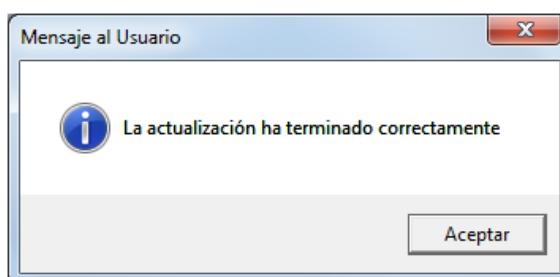 Mensaje al Usuario
La actualización ha terminado correctamente
Aceptar